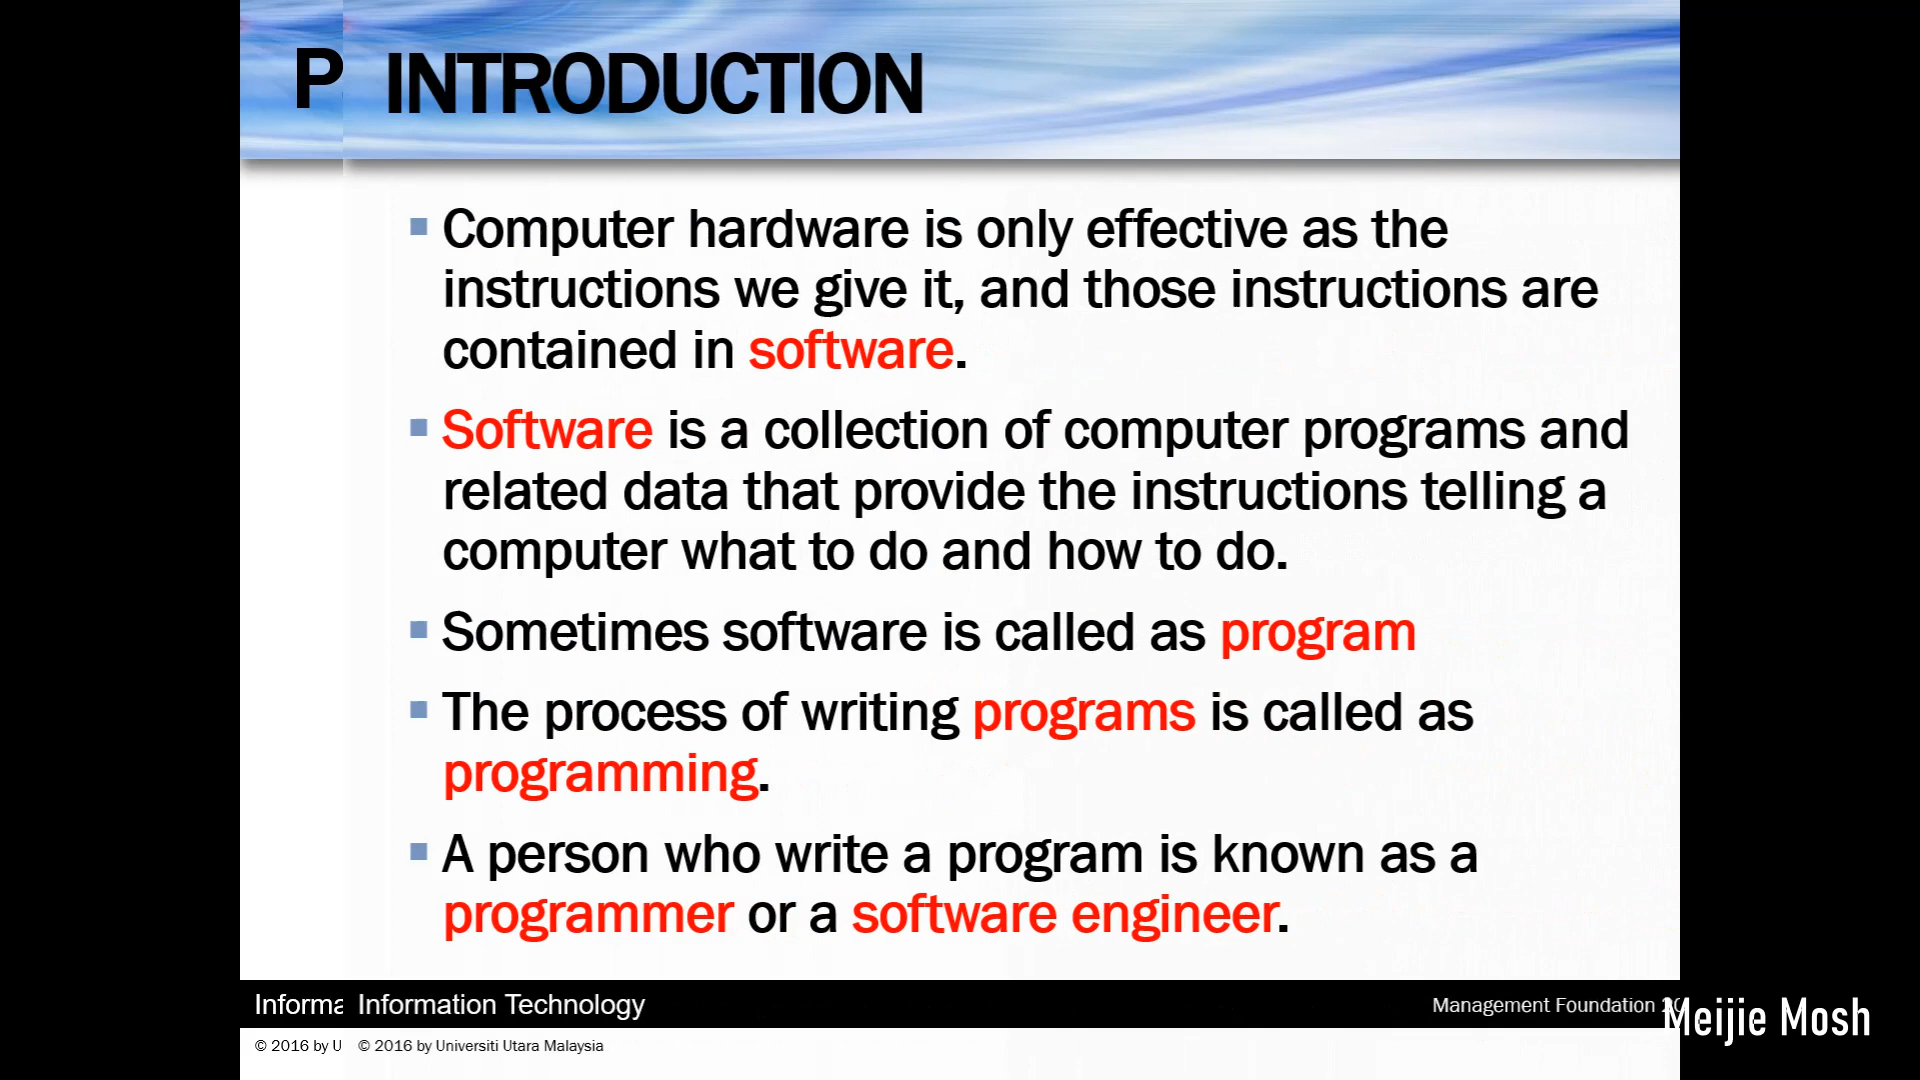 P INTRODUCTION
Computer hardware is only effective as the
instructions we give it, and those instructions are
contained in software.
Software is a collection of computer programs and
related data that provide the instructions telling a
computer what to do and how to do.
Sometimes software is called as program
The process of writing programs is called as
programming.
A person who write a program is known as a
programmer or a software engineer.
Informa Information Technology
Management Foundation
Meijie Mosh
© 2016 by U © 2016 by Universiti Utara Malaysia